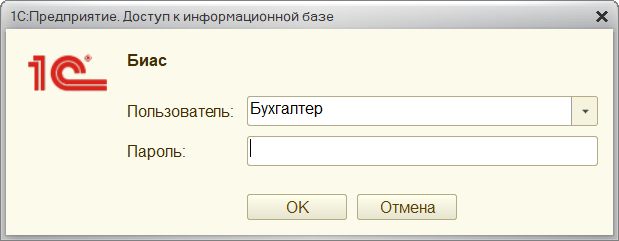 1С:Предприятие. Доступ к информационной базе
1С
Биас
Пользователь: Бухгалтер
Пароль:
OK Отмена